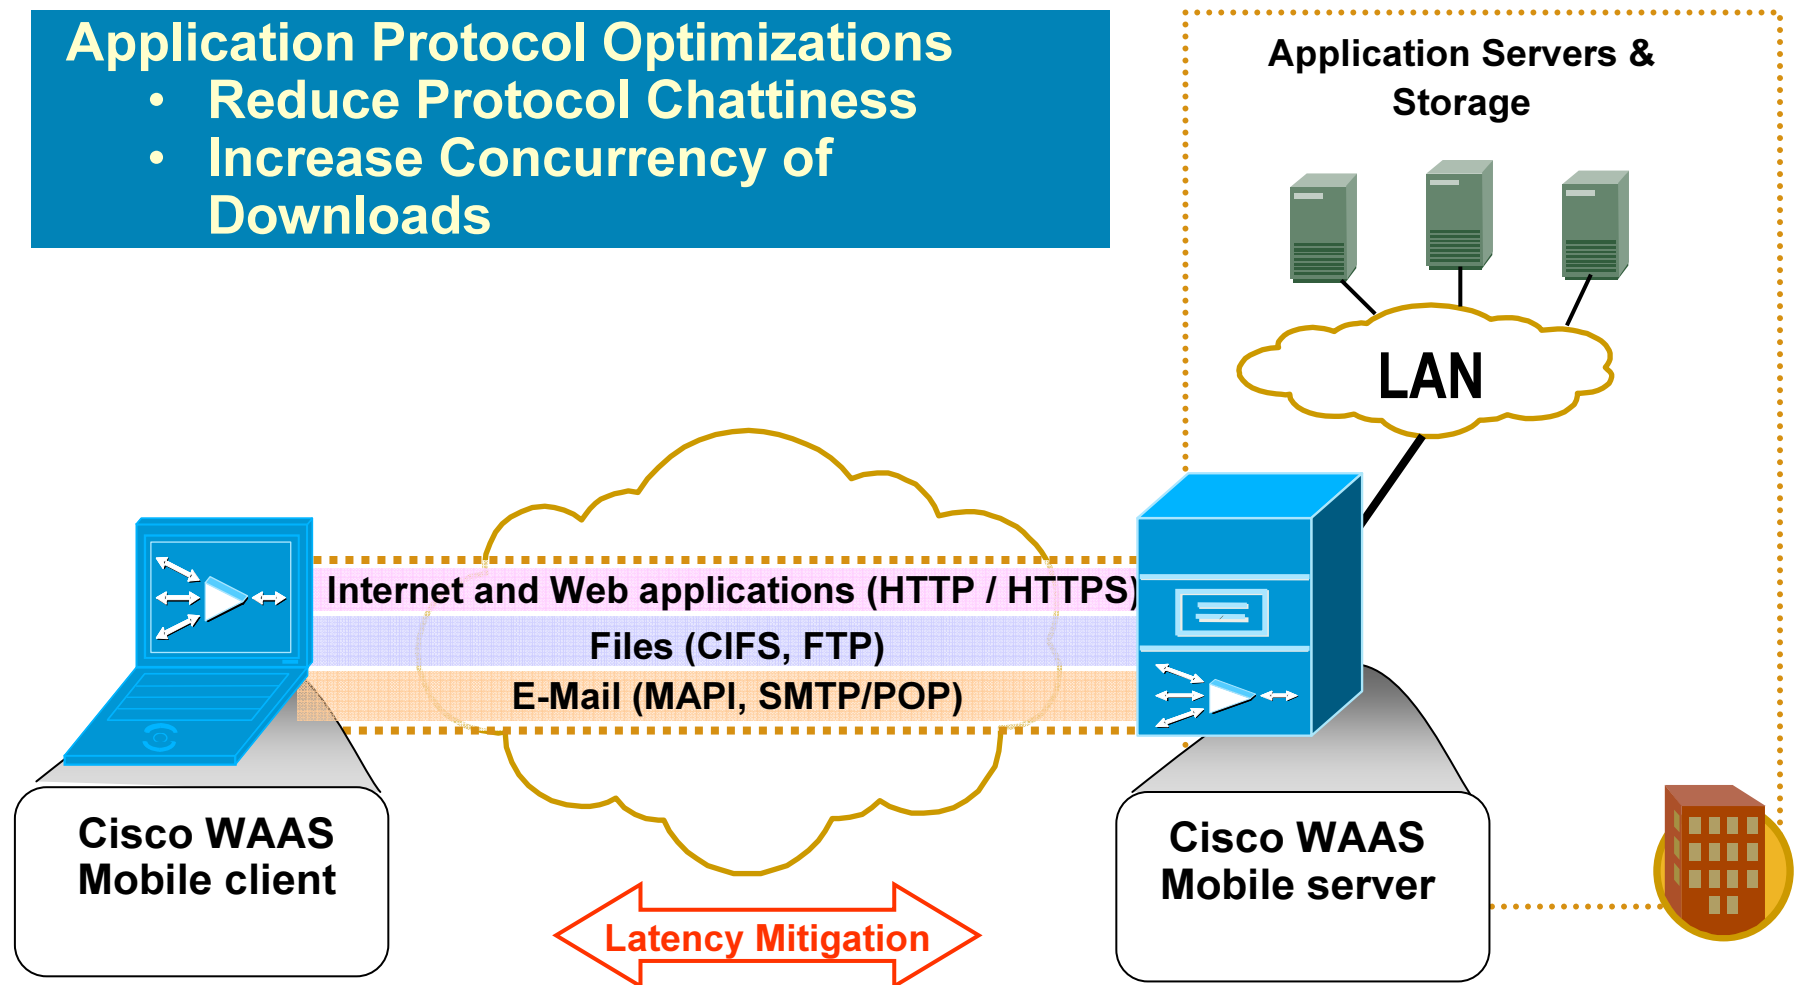 Application Protocol Optimizations
• Reduce Protocol Chattiness
• Increase Concurrency of
Downloads
Application Servers &
Storage
LAN
Internet and Web applications (HTTP / HTTPS)
Files (CIFS, FTP)
E-Mail (MAPI, SMTP/POP)
Cisco WAAS
Mobile client
Cisco WAAS
Mobile server
Latency Mitigation